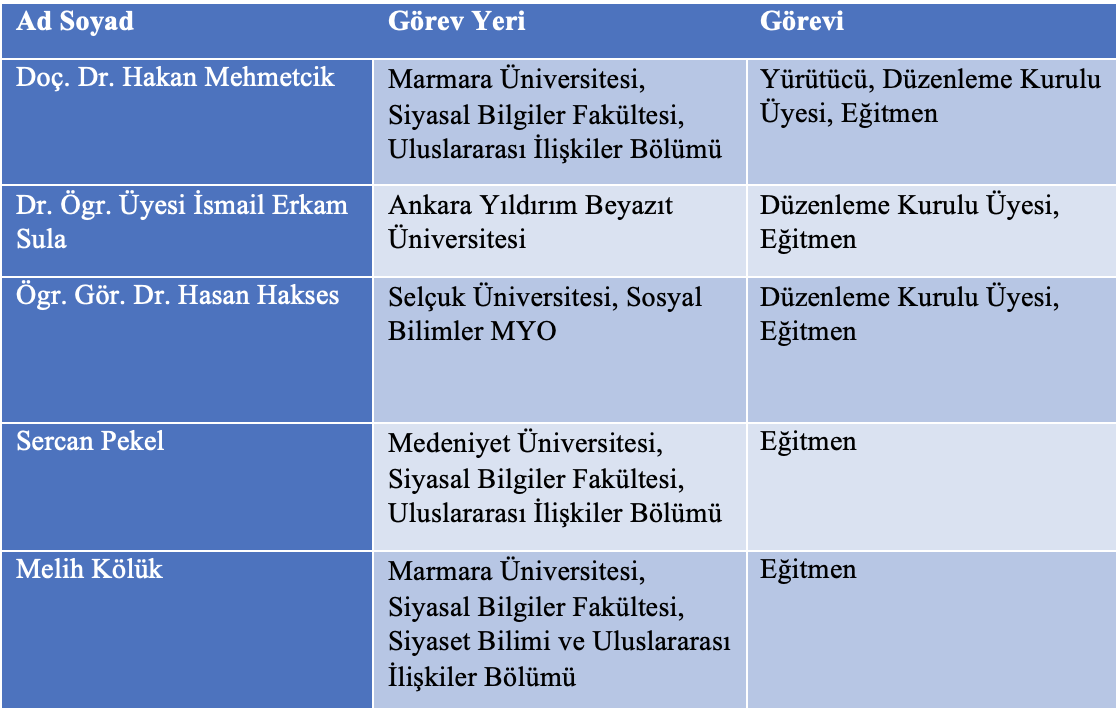 Ad Soyad
Görev Yeri
Görevi
Doç. Dr. Hakan Mehmetcik
Marmara Üniversitesi,
Siyasal Bilgiler Fakültesi,
Uluslararası İlişkiler Bölümü
Yürütücü, Düzenleme Kurulu
Üyesi, Eğitmen
Dr. Ögr. Üyesi İsmail Erkam
Sula
Ankara Yıldırım Beyazıt
Üniversitesi
Düzenleme Kurulu Üyesi,
Eğitmen
Ögr. Gör. Dr. Hasan Hakses
Selçuk Üniversitesi, Sosyal
Bilimler MYO
Düzenleme Kurulu Üyesi,
Eğitmen
Sercan Pekel
Medeniyet Üniversitesi,
Siyasal Bilgiler Fakültesi,
Uluslararası İlişkiler Bölümü
Eğitmen
Melih Kölük
Marmara Üniversitesi,
Siyasal Bilgiler Fakültesi,
Siyaset Bilimi ve Uluslararası
İlişkiler Bölümü
Eğitmen